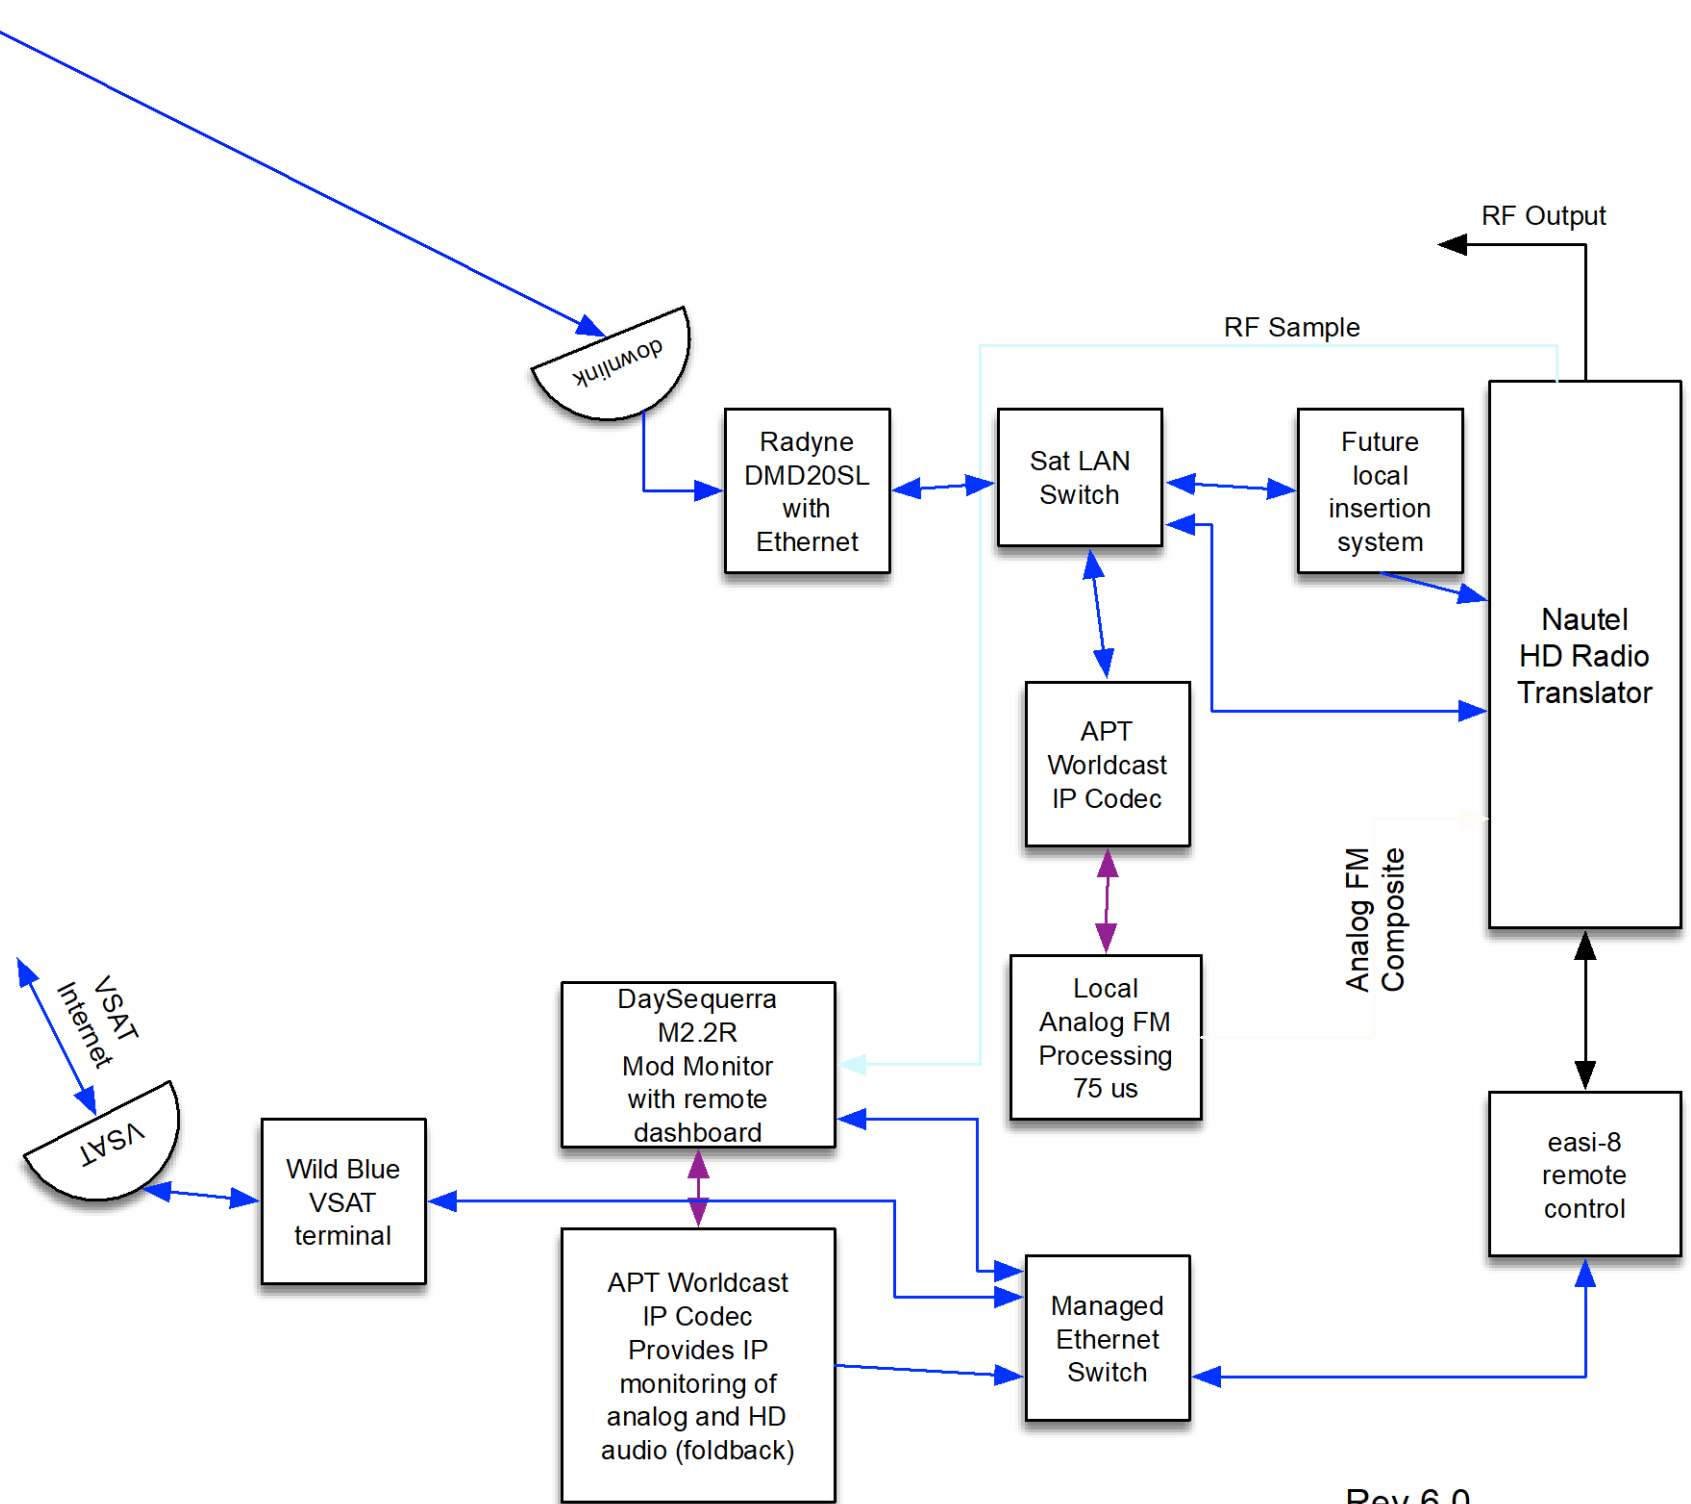 RF Output
RF Sample
downlink
Radyne
DMD20SL
with
Ethernet
Sat LAN
Switch
Future
local
insertion
system
Nautel
HD Radio
Translator
APT
Worldcast
IP Codec
Analog FM
Composite
Local
Analog FM
Processing
75 us
VSAT
Internet
VSAT
DaySequerra
M2.2R
Mod Monitor
with remote
dashboard
Wild Blue
VSAT
terminal
easi-8
remote
control
APT Worldcast
IP Codec
Provides IP
monitoring of
analog and HD
audio (foldback)
Managed
Ethernet
Switch
Rev 6.0